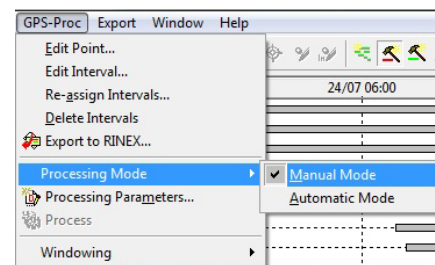 GPS-Proc Export Window Help
Edit Point...
Edit Interval...
Re-assign Intervals...
24/07 06:00
Delete Intervals
Export to RINEX...
Processing Mode
Manual Mode
Processing Parameters...
Automatic Mode
Process
Windowing